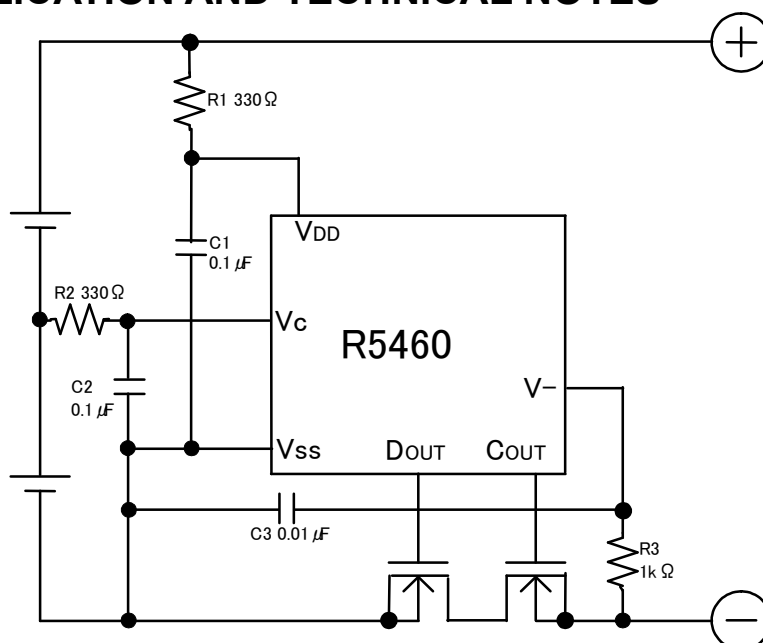 LICATION AND TECHNICAL NOTES
+
R1 330Ω
VDD
C1
0.1 μF
R2 330Ω
Vc
R5460
C2
0.1 μF
V−
Vss
DOUT
COUT
C3 0.01 μF
R3
1k Ω
−